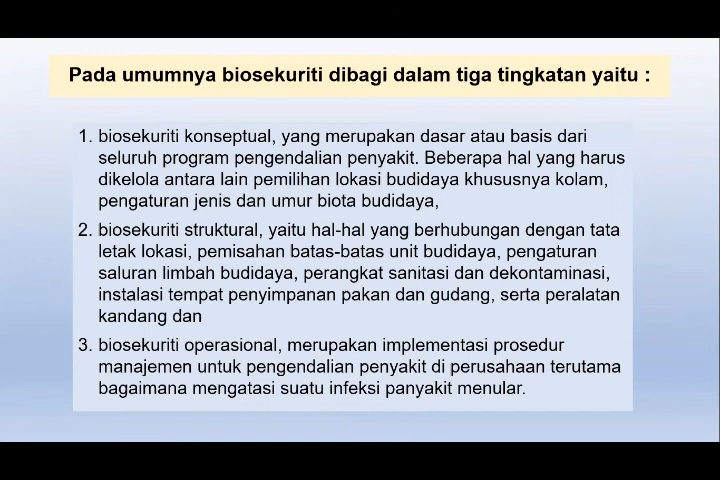 Pada umumnya biosekuriti dibagi dalam tiga tingkatan yaitu :
1. biosekuriti konseptual, yang merupakan dasar atau basis dari
seluruh program pengendalian penyakit. Beberapa hal yang harus
dikelola antara lain pemilihan lokasi budidaya khususnya kolam,
pengaturan jenis dan umur biota budidaya,
2. biosekuriti struktural, yaitu hal-hal yang berhubungan dengan tata
letak lokasi, pemisahan batas-batas unit budidaya, pengaturan
saluran limbah budidaya, perangkat sanitasi dan dekontaminasi,
instalasi tempat penyimpanan pakan dan gudang, serta peralatan
kandang dan
3. biosekuriti operasional, merupakan implementasi prosedur
manajemen untuk pengendalian penyakit di perusahaan terutama
bagaimana mengatasi suatu infeksi panyakit menular.